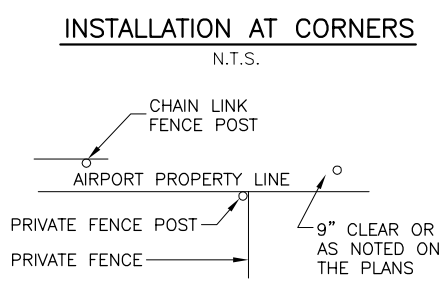 INSTALLATION AT CORNERS
N.T.S.
CHAIN LINK
FENCE POST
AIRPORT PROPERTY LINE
PRIVATE FENCE POST
PRIVATE FENCE
9" CLEAR OR
AS NOTED ON
THE PLANS